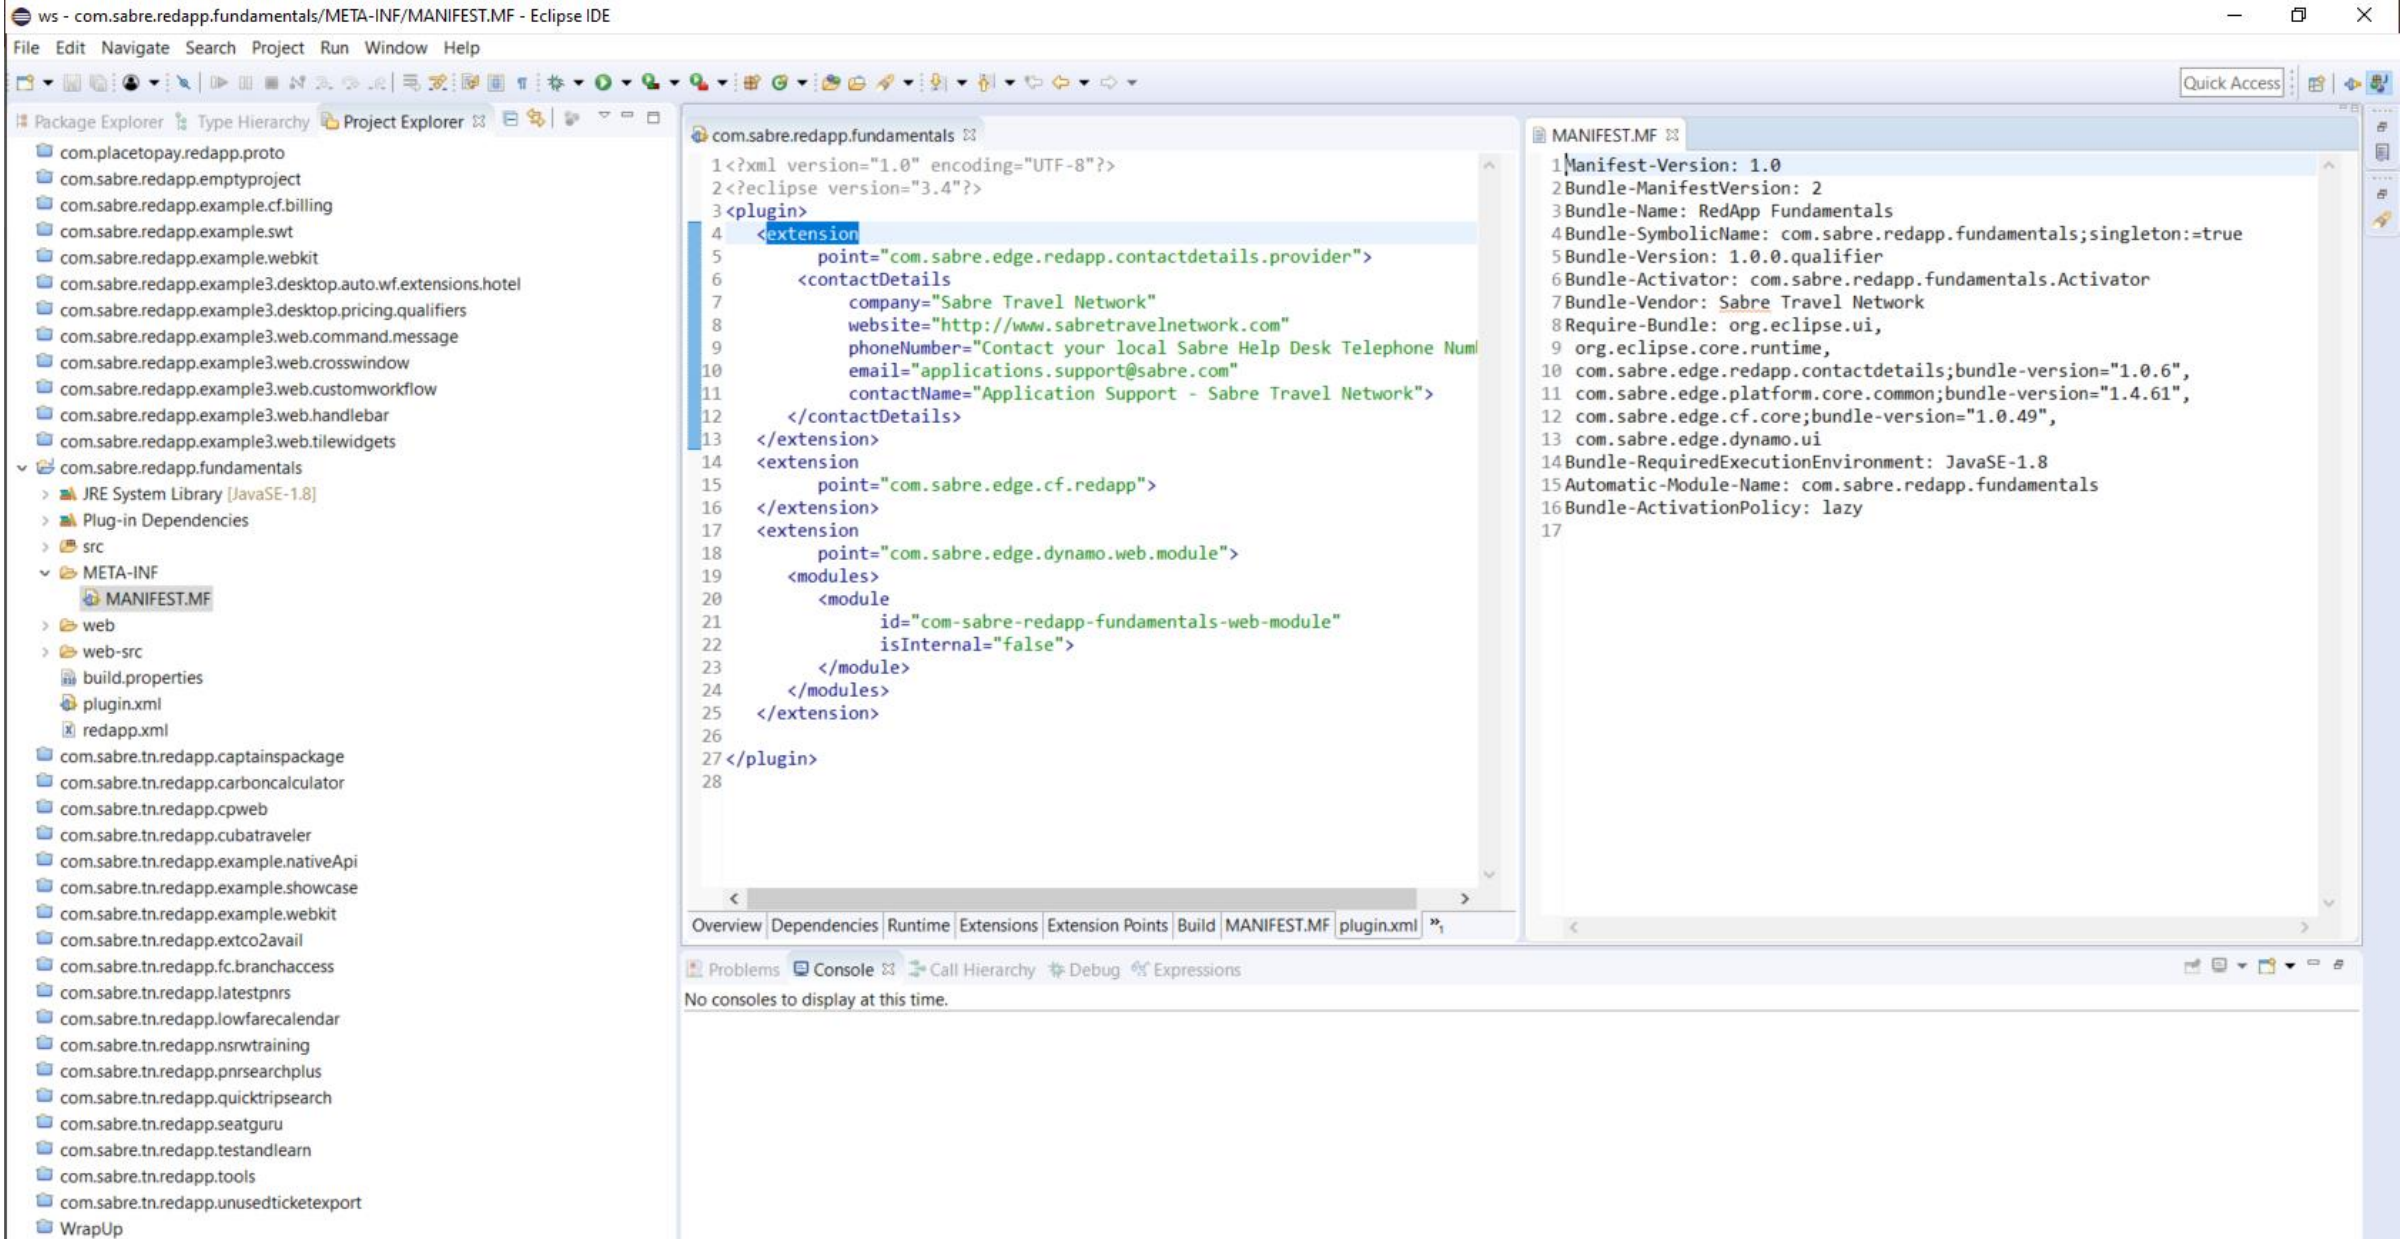 ws - com.sabre.redapp.fundamentals/META-INF/MANIFEST.MF - Eclipse IDE
File Edit Navigate Search Project Run Window Help
Quick Access
Package Explorer Type Hierarchy Project Explorer
com.placetopay.redapp.proto
com.sabre.redapp.emptyproject
com.sabre.redapp.example.cf.billing
com.sabre.redapp.example.swt
com.sabre.redapp.example.webkit
com.sabre.redapp.example3.desktop.auto.wf.extensions.hotel
com.sabre.redapp.example3.desktop.pricing.qualifiers
com.sabre.redapp.example3.web.command.message
com.sabre.redapp.example3.web.crosswindow
com.sabre.redapp.example3.web.customworkflow
com.sabre.redapp.example3.web.handlebar
com.sabre.redapp.example3.web.tilewidgets
com.sabre.redapp.fundamentals
JRE System Library [JavaSE-1.8]
Plug-in Dependencies
src
META-INF
MANIFEST.MF
web
web-src
build.properties
plugin.xml
redapp.xml
com.sabre.tn.redapp.captainspackage
com.sabre.tn.redapp.carboncalculator
com.sabre.tn.redapp.cpweb
com.sabre.tn.redapp.cubatraveler
com.sabre.tn.redapp.example.nativeApi
com.sabre.tn.redapp.example.showcase
com.sabre.tn.redapp.example.webkit
com.sabre.tn.redapp.extco2avail
com.sabre.tn.redapp.fc.branchaccess
com.sabre.tn.redapp.latestpnrs
com.sabre.tn.redapp.lowfarecalendar
com.sabre.tn.redapp.nsrwtraining
com.sabre.tn.redapp.pnrsearchplus
com.sabre.tn.redapp.quicktripsearch
com.sabre.tn.redapp.seatguru
com.sabre.tn.redapp.testandlearn
com.sabre.tn.redapp.tools
com.sabre.tn.redapp.unusedticketexport
WrapUp
com.sabre.redapp.fundamentals
1 <?xml version="1.0" encoding="UTF-8"?>
2 <?eclipse version="3.4"?>
3 <plugin>
4 <extension
5 point="com.sabre.edge.redapp.contactdetails.provider">
6 <contactDetails
7 company="Sabre Travel Network"
8 website="http://www.sabretravelnetwork.com"
9 phoneNumber="Contact your local Sabre Help Desk Telephone Num
10 email="applications.support@sabre.com"
11 contactName="Application Support - Sabre Travel Network">
12 </contactDetails>
13 </extension>
14 <extension
15 point="com.sabre.edge.cf.redapp">
16 </extension>
17 <extension
18 point="com.sabre.edge.dynamo.web.module">
19 <modules>
20 <module
21 id="com-sabre-redapp-fundamentals-web-module"
22 isInternal="false">
23 </module>
24 </modules>
25 </extension>
26
27 </plugin>
28
Overview Dependencies Runtime Extensions Extension Points Build MANIFEST.MF plugin.xml »1
MANIFEST.MF
1 Manifest-Version: 1.0
2 Bundle-ManifestVersion: 2
3 Bundle-Name: RedApp Fundamentals
4 Bundle-SymbolicName: com.sabre.redapp.fundamentals;singleton:=true
5 Bundle-Version: 1.0.0.qualifier
6 Bundle-Activator: com.sabre.redapp.fundamentals.Activator
7 Bundle-Vendor: Sabre Travel Network
8 Require-Bundle: org.eclipse.ui,
9 org.eclipse.core.runtime,
10 com.sabre.edge.redapp.contactdetails;bundle-version="1.0.6",
11 com.sabre.edge.platform.core.common;bundle-version="1.4.61",
12 com.sabre.edge.cf.core;bundle-version="1.0.49",
13 com.sabre.edge.dynamo.ui
14 Bundle-RequiredExecutionEnvironment: JavaSE-1.8
15 Automatic-Module-Name: com.sabre.redapp.fundamentals
16 Bundle-ActivationPolicy: lazy
17
Problems Console Call Hierarchy Debug Expressions
No consoles to display at this time.